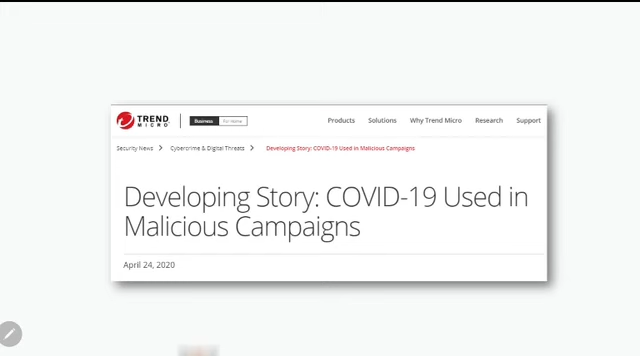 TREND
MICRO
Business For Home
Products Solutions Why Trend Micro Research Support
Security News > Cybercrime & Digital Threats > Developing Story: COVID-19 Used in Malicious Campaigns
Developing Story: COVID-19 Used in
Malicious Campaigns
April 24, 2020